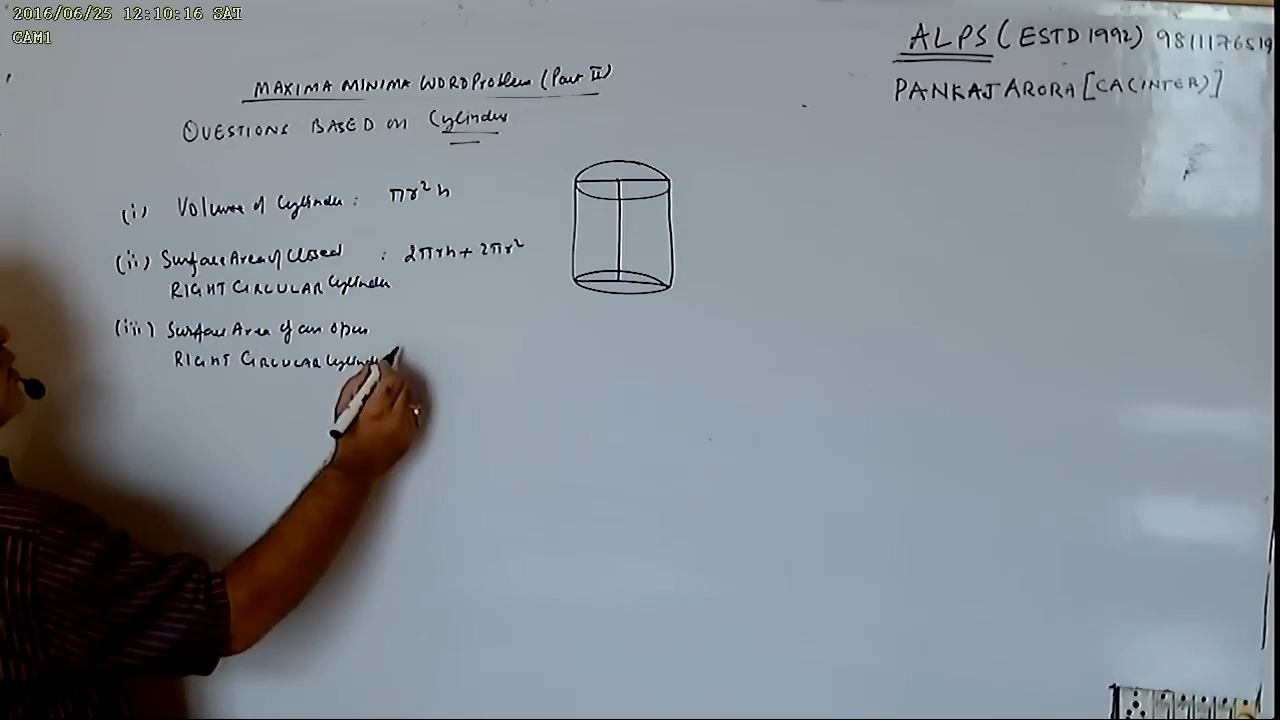 2016/06/25 12:10:16 SAT
CAM1
ALPS (ESTD 1992) 9811176519
PANKAJ ARORA [CA(INTER)]
MAXIMA MINIMA WORD Problem (Part II)
QUESTIONS BASED ON Cylinder
(i) Volume of Cylinder : πr²h
(ii) Surface Area of Closed : 2πrh + 2πr²
RIGHT CIRCULAR Cylinder
(iii) Surface Area of an open
RIGHT CIRCULAR Cylinder